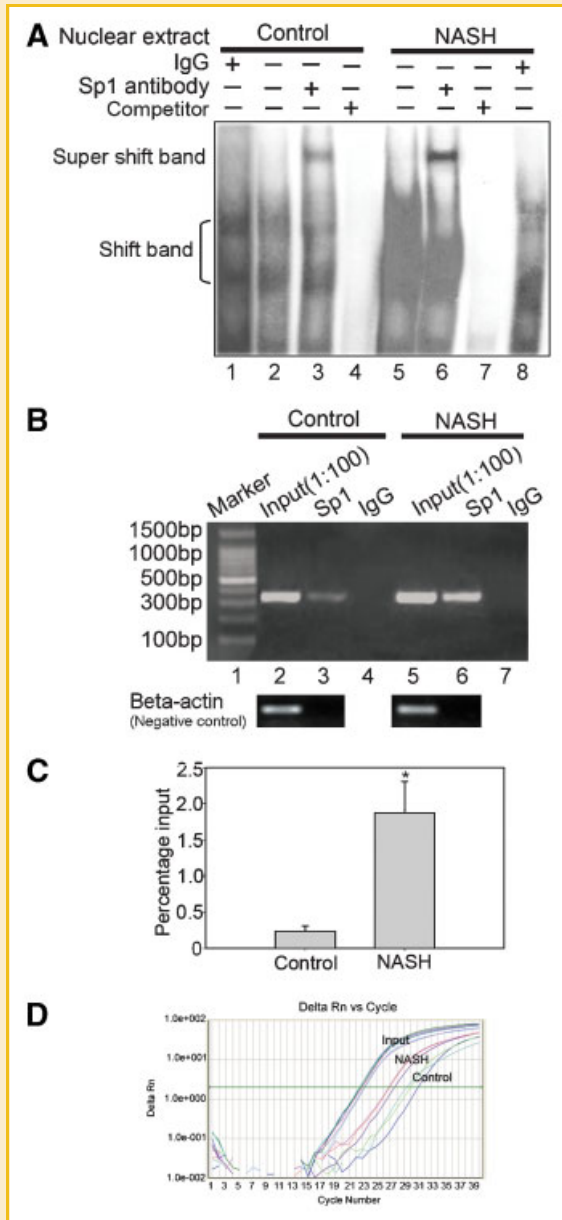 A
Nuclear extract Control NASH
IgG + – – – – – – +
Sp1 antibody – – + – – + – –
Competitor – – – + – – + –
Super shift band
Shift band
1 2 3 4 5 6 7 8
B
Control NASH
Marker Input(1:100) Sp1 IgG Input(1:100) Sp1 IgG
1500bp
1000bp
500bp
300bp
100bp
1 2 3 4 5 6 7
Beta-actin
(Negative control)
C
2.5
2.0
1.5
1.0
0.5
0
Percentage input
*
Control NASH
D
Delta Rn vs Cycle
1.0e+002
1.0e+001
1.0e+000
1.0e-001
1.0e-002
Delta Rn
Input
NASH
Control
1 3 5 7 9 11 13 15 17 19 21 23 25 27 29 31 33 35 37 39
Cycle Number